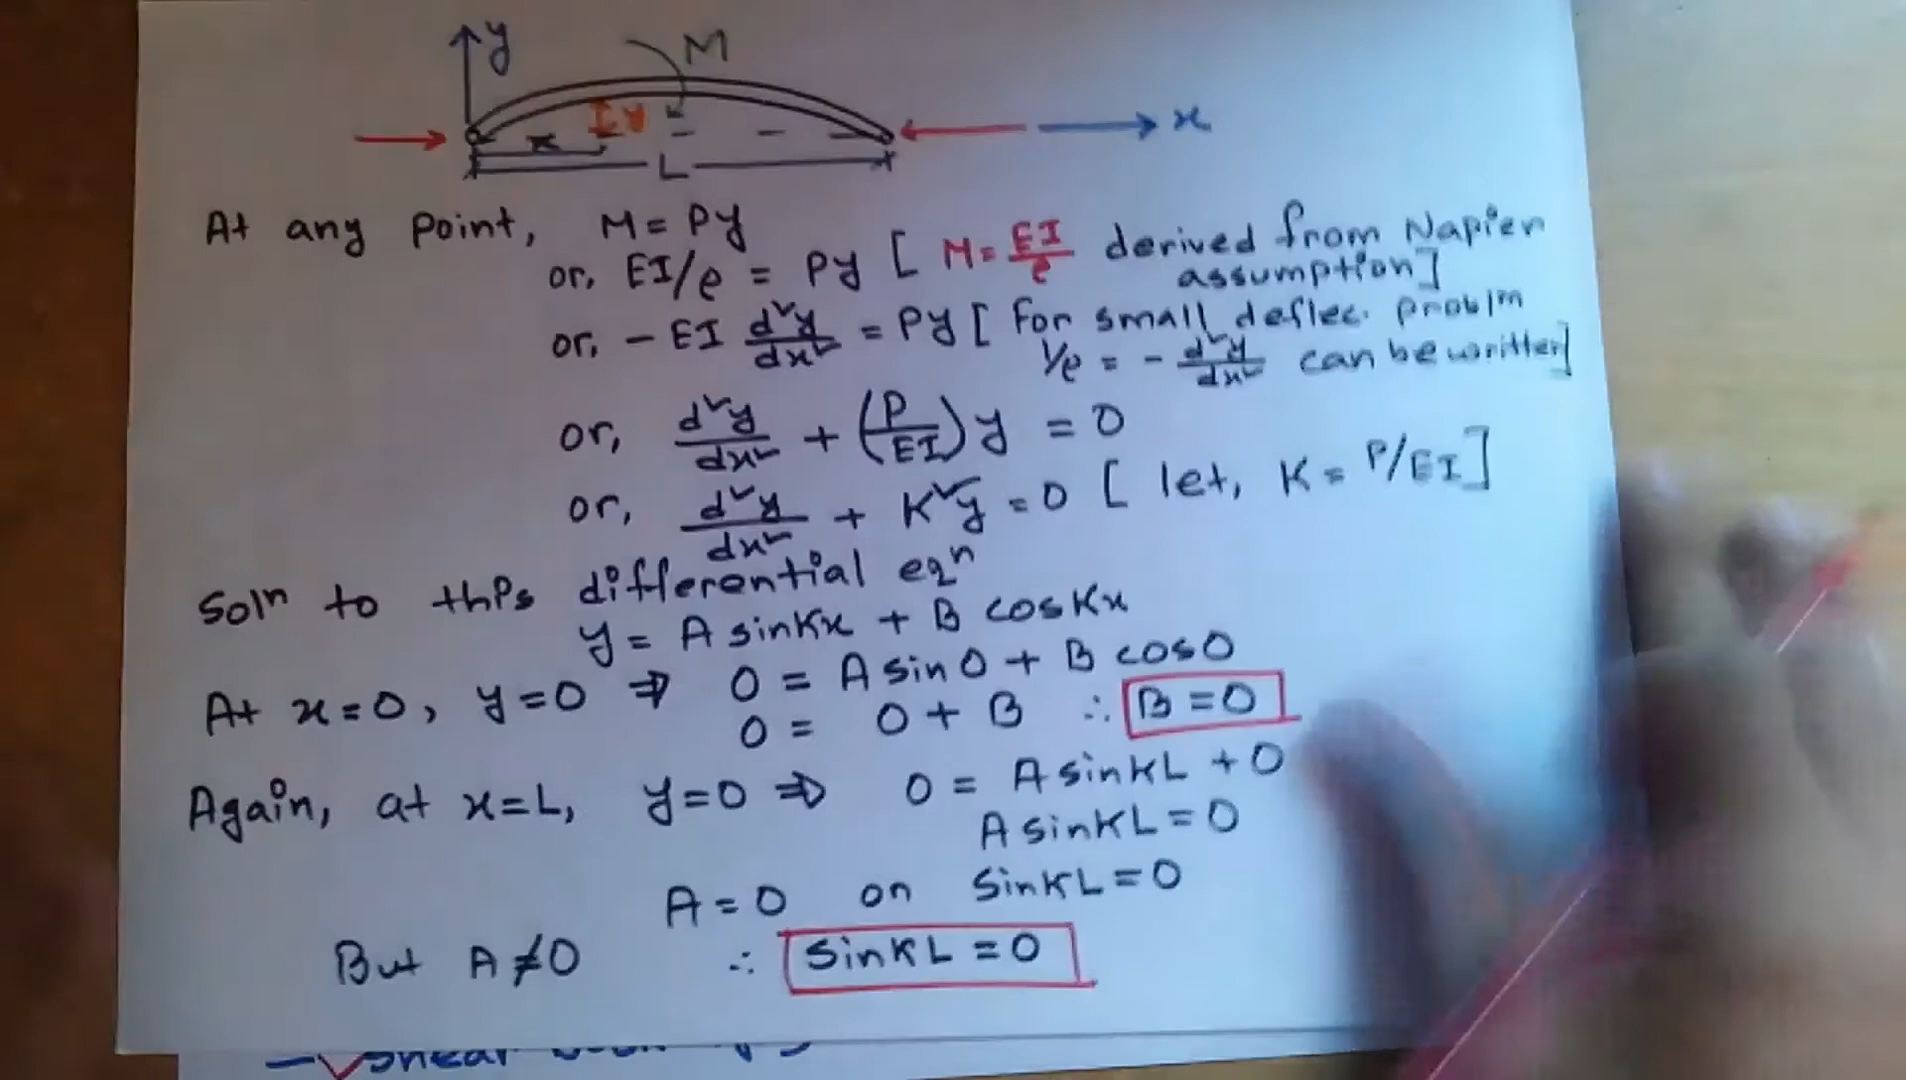 y
M
y
x
x
L
At any point, M = Py
or, EI/ρ = Py [ M = EI/ρ derived from Napier assumption]
or, - EI d²y/dx² = Py [ For small deflec. problm 1/ρ = - d²y/dx² can be written]
or, d²y/dx² + (P/EI) y = 0
or, d²y/dx² + K²y = 0 [ let, K = P/EI ]
Solⁿ to this differential eqⁿ
y = A sinKx + B cosKx
At x=0, y=0 ⇒ 0 = A sin0 + B cos0
0 = 0 + B ∴ B = 0
Again, at x=L, y=0 ⇒ 0 = A sinKL + 0
A sinKL = 0
A = 0 or sinKL = 0
But A ≠ 0 ∴ sinKL = 0